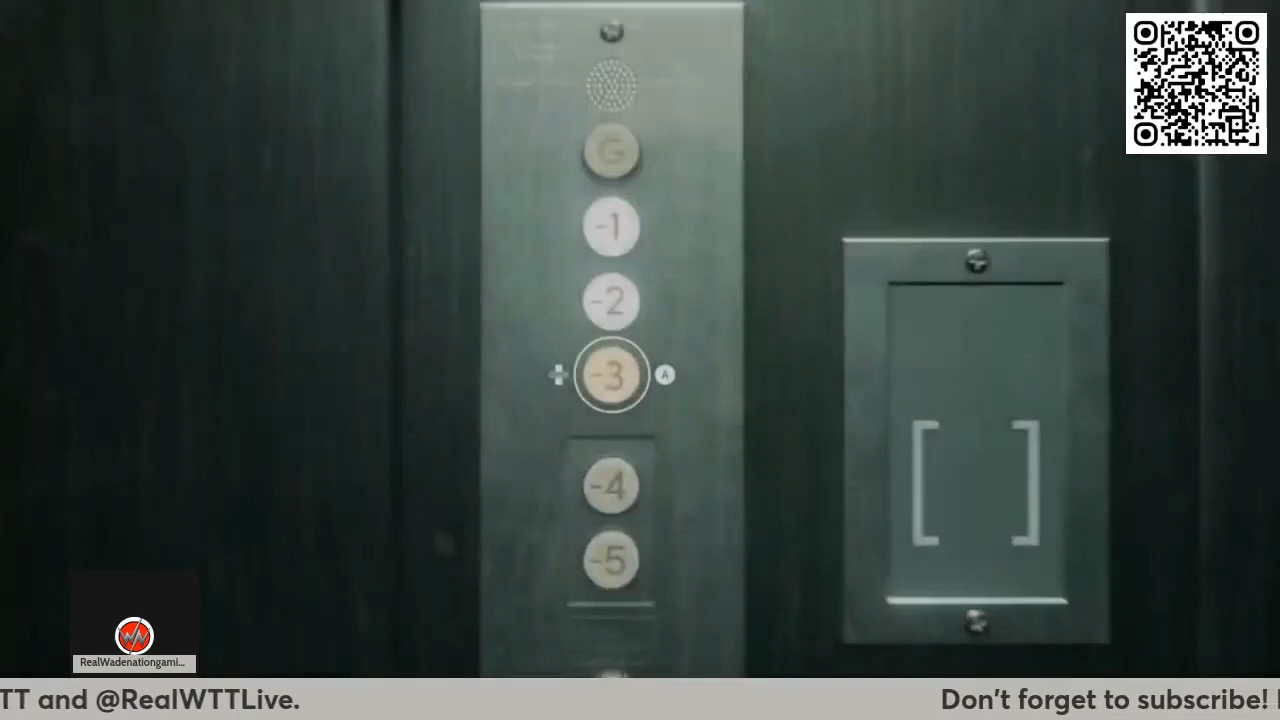 G
-1
-2
-3
A
-4
-5
RealWadenationgami...
TT and @RealWTTLive.
Don't forget to subscribe!